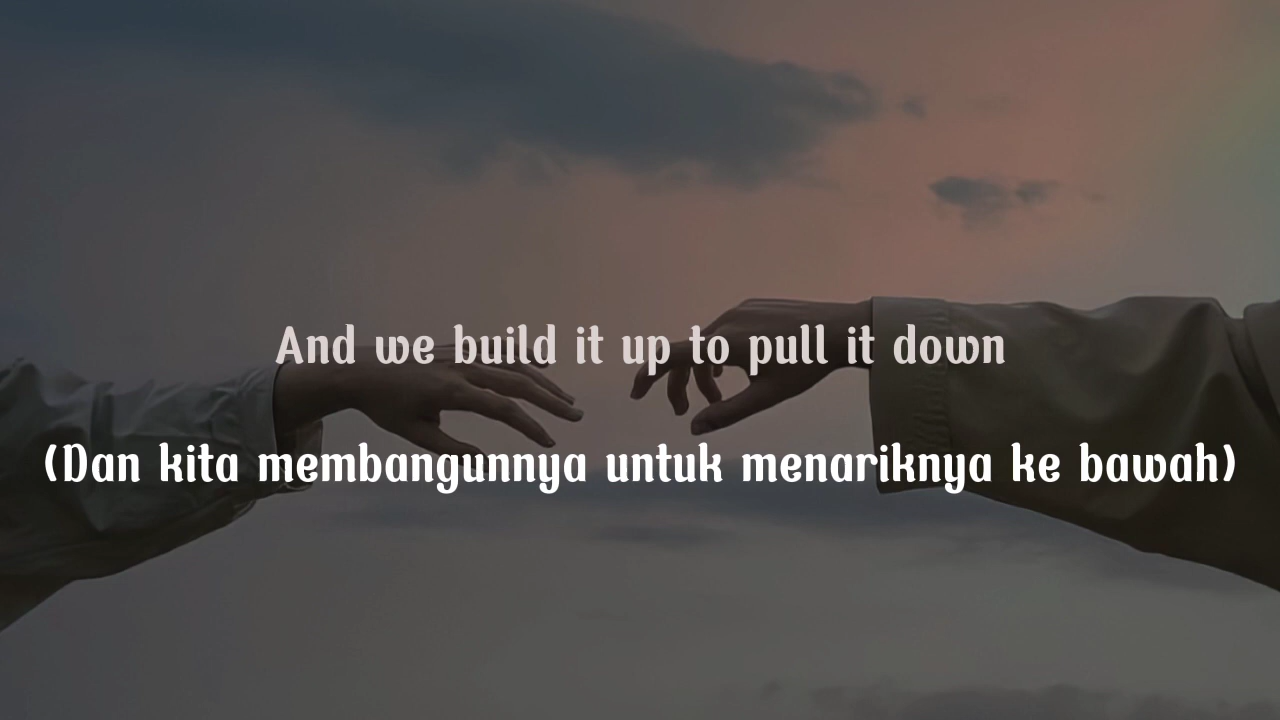 And we build it up to pull it down
(Dan kita membangunnya untuk menariknya ke bawah)